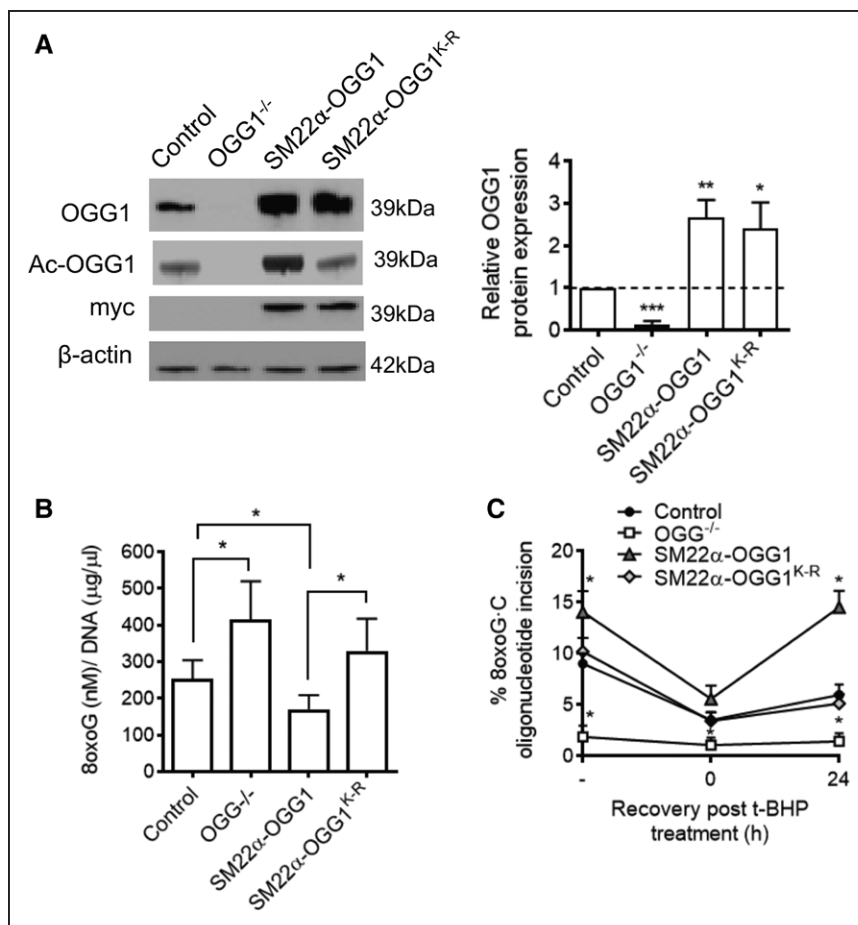 A
Control
OGG1-/-
SM22α-OGG1
SM22α-OGG1K-R
OGG1
39kDa
Ac-OGG1
39kDa
myc
39kDa
β-actin
42kDa
Relative OGG1
protein expression
4
3
2
1
0
***
**
*
Control
OGG1-/-
SM22α-OGG1
SM22α-OGG1K-R
B
8oxoG (nM)/ DNA (µg/µl)
600
500
400
300
200
100
0
*
*
*
Control
OGG-/-
SM22α-OGG1
SM22α-OGG1K-R
C
Control
OGG-/-
SM22α-OGG1
SM22α-OGG1K-R
% 8oxoG·C
oligonucleotide incision
20
15
10
5
0
*
*
*
*
-
0
24
Recovery post t-BHP
treatment (h)